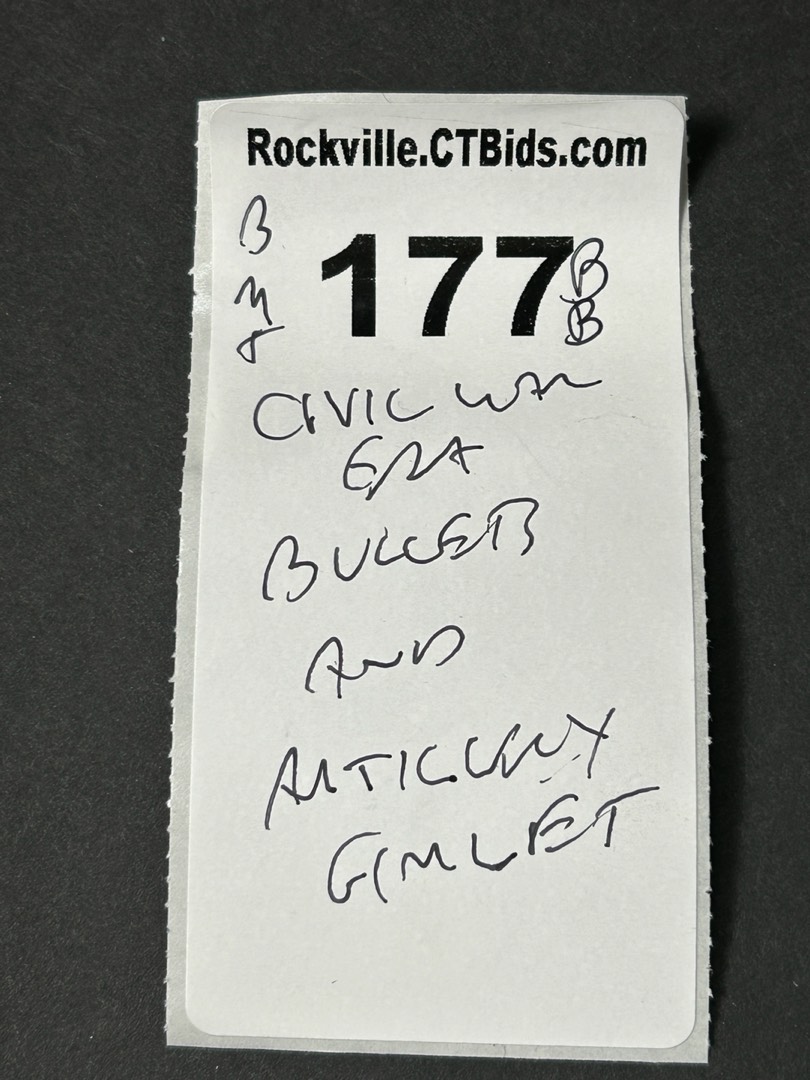 Rockville.CTBids.com
B
177
B
B
CIVIL WAR
ERA
BULLETS
AND
ARTILLERY
GIMLET